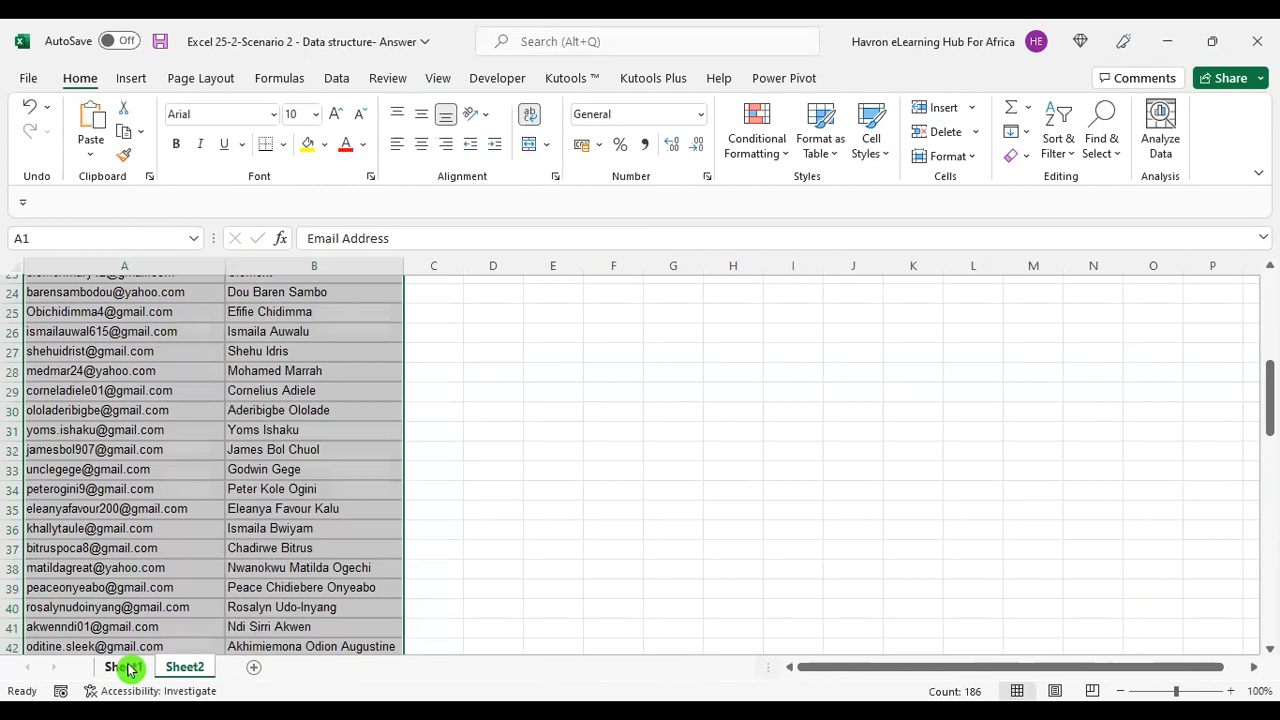 AutoSave Off Excel 25-2-Scenario 2 - Data structure- Answer Search (Alt+Q) Havron eLearning Hub For Africa HE
File Home Insert Page Layout Formulas Data Review View Developer Kutools ™ Kutools Plus Help Power Pivot Comments Share
Arial 10 General Insert
Paste Conditional Formatting Format as Table Cell Styles Delete Sort & Filter Find & Select Analyze Data
B I U A Format
Undo Clipboard Font Alignment Number Styles Cells Editing Analysis
A1 fx Email Address
A B C D E F G H I J K L M N O P
24 barensambodou@yahoo.com Dou Baren Sambo
25 Obichidimma4@gmail.com Efifie Chidimma
26 ismailauwal615@gmail.com Ismaila Auwalu
27 shehuidrist@gmail.com Shehu Idris
28 medmar24@yahoo.com Mohamed Marrah
29 corneladiele01@gmail.com Cornelius Adiele
30 ololaderibigbe@gmail.com Aderibigbe Ololade
31 yoms.ishaku@gmail.com Yoms Ishaku
32 jamesbol907@gmail.com James Bol Chuol
33 unclegege@gmail.com Godwin Gege
34 peterogini9@gmail.com Peter Kole Ogini
35 eleanyafavour200@gmail.com Eleanya Favour Kalu
36 khallytaule@gmail.com Ismaila Bwiyam
37 bitruspoca8@gmail.com Chadirwe Bitrus
38 matildagreat@yahoo.com Nwanokwu Matilda Ogechi
39 peaceonyeabo@gmail.com Peace Chidiebere Onyeabo
40 rosalynudoinyang@gmail.com Rosalyn Udo-Inyang
41 akwenndi01@gmail.com Ndi Sirri Akwen
42 oditine.sleek@gmail.com Akhimiemona Odion Augustine
Sheet1 Sheet2
Ready Accessibility: Investigate Count: 186 100%